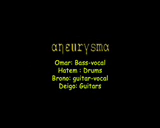 aneurysma
Omar: Bass-vocal
Hatem : Drums
Brono: guitar-vocal
Deigo: Guitars